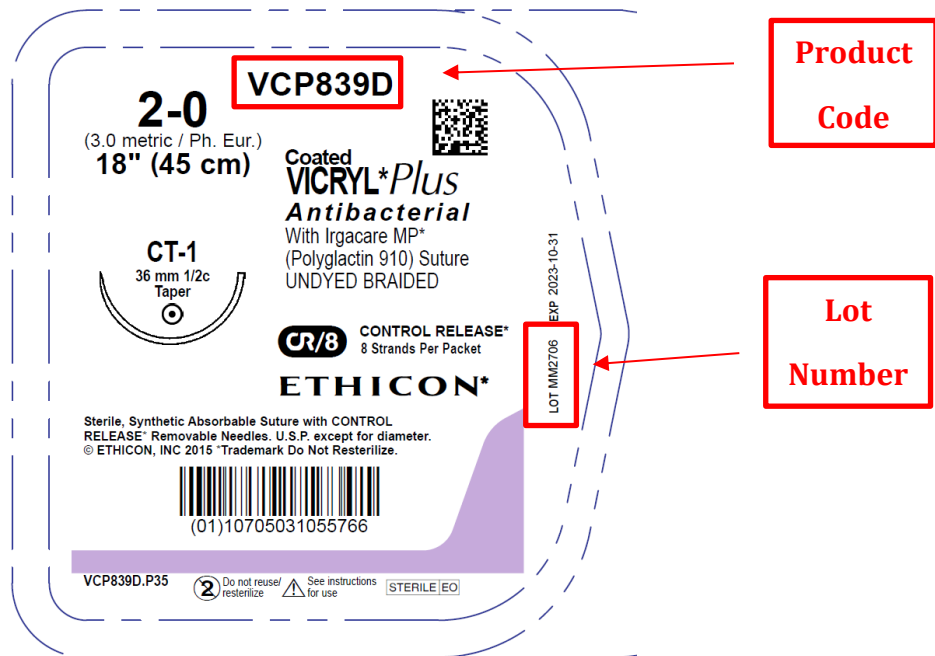 VCP839D
2-0
(3.0 metric / Ph. Eur.)
18" (45 cm)
Coated
VICRYL*Plus
Antibacterial
With Irgacare MP*
(Polyglactin 910) Suture
UNDYED BRAIDED
CT-1
36 mm 1/2c
Taper
CR/8
CONTROL RELEASE*
8 Strands Per Packet
ETHICON*
LOT MM2706 EXP 2023-10-31
Sterile, Synthetic Absorbable Suture with CONTROL
RELEASE* Removable Needles. U.S.P. except for diameter.
© ETHICON, INC 2015 *Trademark Do Not Resterilize.
(01)10705031055766
VCP839D.P35
2
Do not reuse/
resterilize
See instructions
for use
STERILE EO
Product
Code
Lot
Number